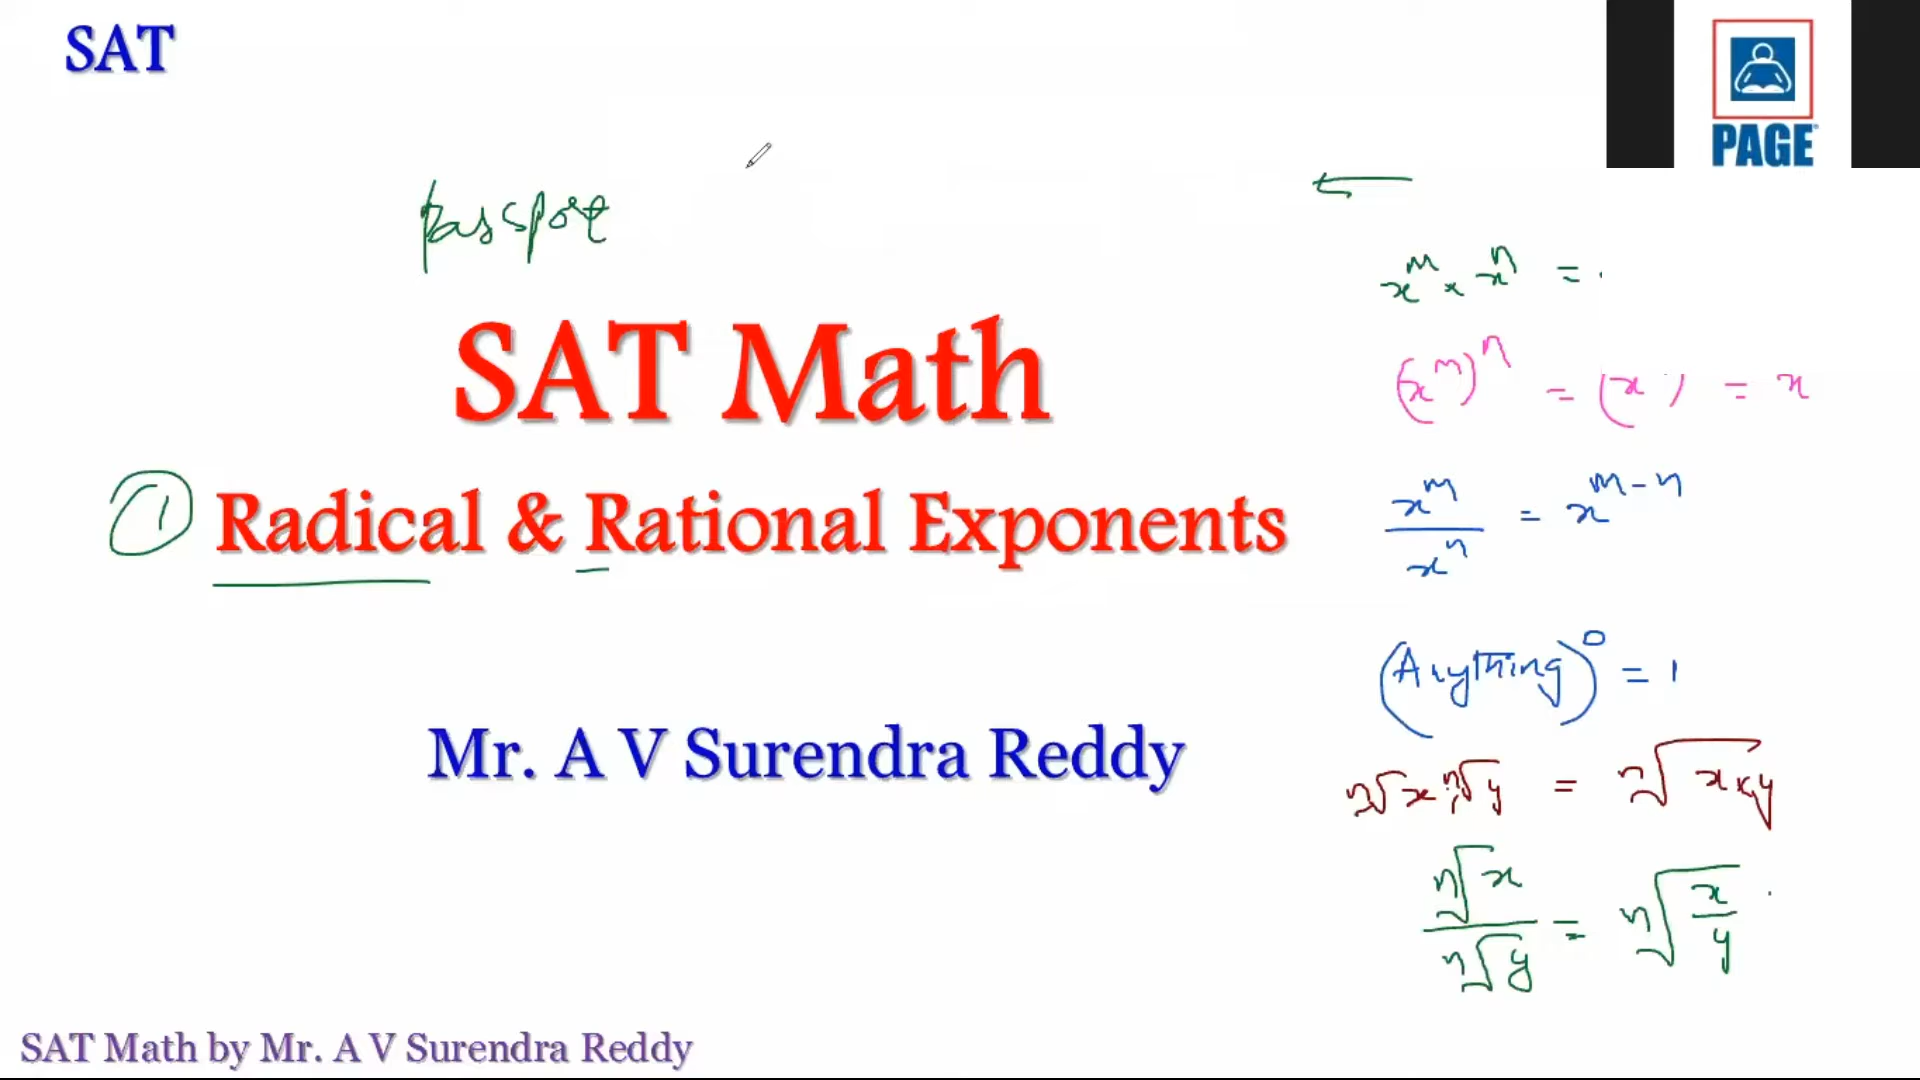 SAT
PAGE
passport
x^m × x^n =
SAT Math
(x^m)^n = (x ) = x
① Radical & Rational Exponents
x^m / x^n = x^(m-n)
(Anything)^0 = 1
Mr. A V Surendra Reddy
ⁿ√x × ⁿ√y = ⁿ√(x×y)
ⁿ√x / ⁿ√y = ⁿ√(x/y)
SAT Math by Mr. A V Surendra Reddy